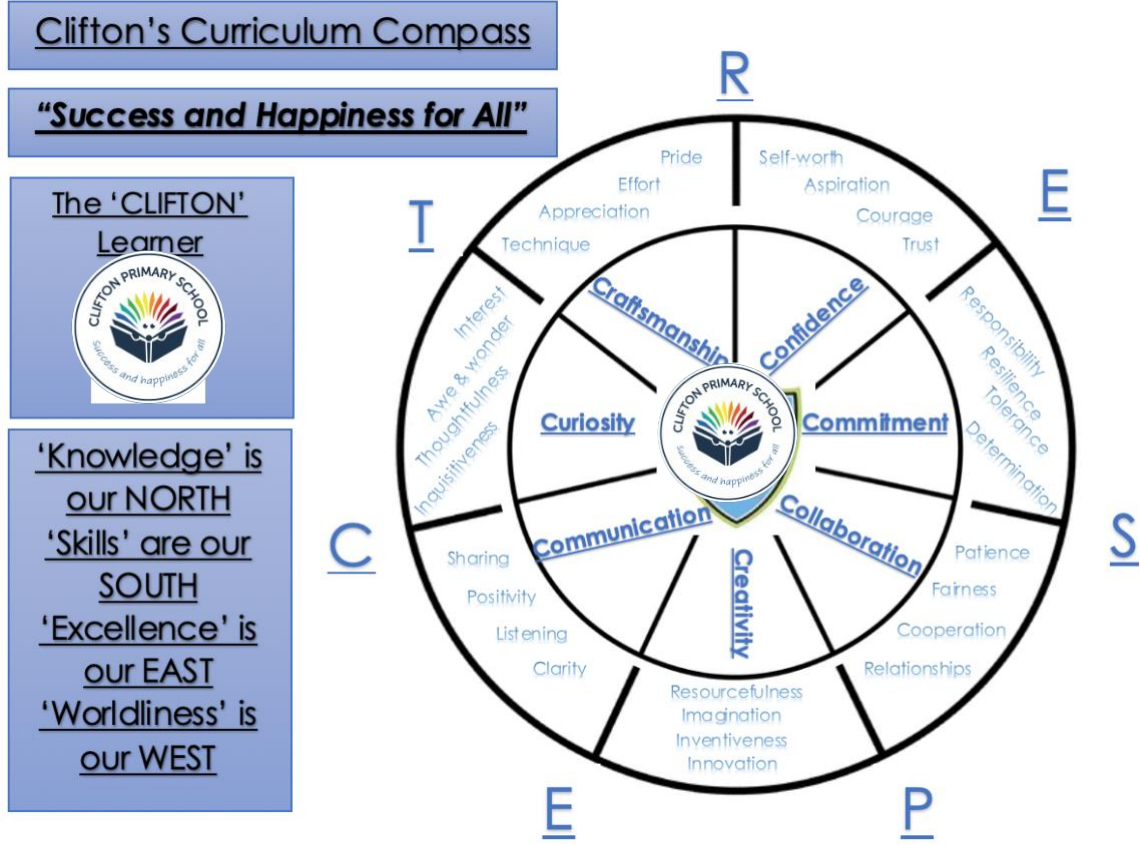 Clifton's Curriculum Compass
“Success and Happiness for All”
The ‘CLIFTON’
Learner
CLIFTON PRIMARY SCHOOL
success and happiness for all
‘Knowledge’ is
our NORTH
‘Skills’ are our
SOUTH
‘Excellence’ is
our EAST
‘Worldliness’ is
our WEST
R
E
S
P
E
C
T
Self-worth
Aspiration
Courage
Trust
Confidence
Responsibility
Resilience
Tolerance
Determination
Commitment
Patience
Fairness
Cooperation
Relationships
Collaboration
Resourcefulness
Imagination
Inventiveness
Innovation
Creativity
Sharing
Positivity
Listening
Clarity
Communication
Interest
Awe & wonder
Thoughtfulness
Inquisitiveness
Curiosity
Pride
Effort
Appreciation
Technique
Craftsmanship
CLIFTON PRIMARY SCHOOL
success and happiness for all